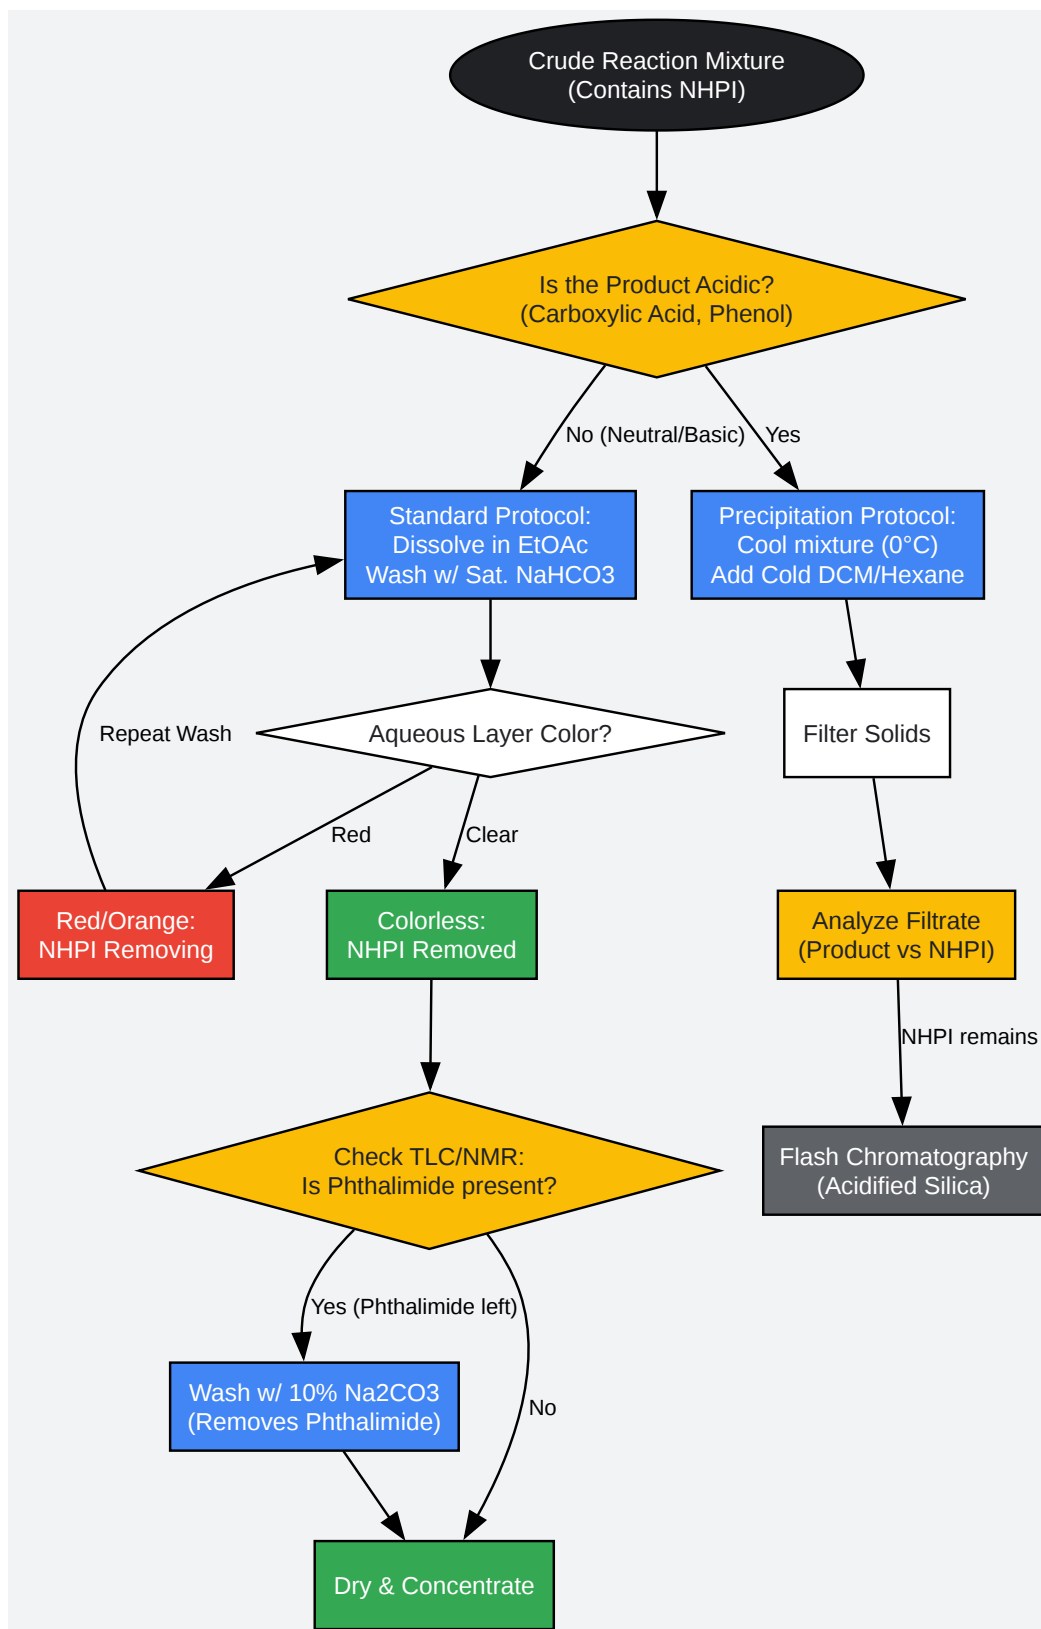 Crude Reaction Mixture
(Contains NHPI)
Is the Product Acidic?
(Carboxylic Acid, Phenol)
No (Neutral/Basic)
Yes
Standard Protocol:
Dissolve in EtOAc
Wash w/ Sat. NaHCO3
Precipitation Protocol:
Cool mixture (0°C)
Add Cold DCM/Hexane
Repeat Wash
Aqueous Layer Color?
Filter Solids
Red
Clear
Red/Orange:
NHPI Removing
Colorless:
NHPI Removed
Analyze Filtrate
(Product vs NHPI)
NHPI remains
Check TLC/NMR:
Is Phthalimide present?
Flash Chromatography
(Acidified Silica)
Yes (Phthalimide left)
No
Wash w/ 10% Na2CO3
(Removes Phthalimide)
Dry & Concentrate